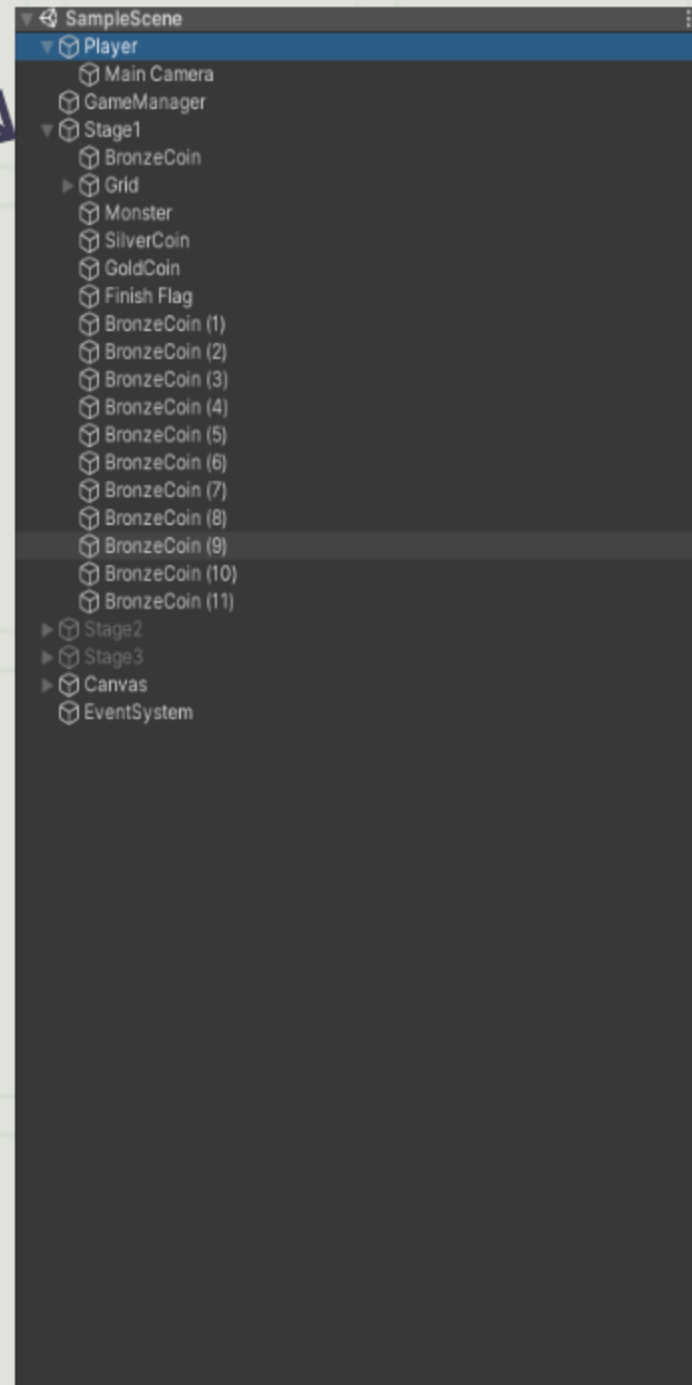 SampleScene
Player
Main Camera
GameManager
Stage1
BronzeCoin
Grid
Monster
SilverCoin
GoldCoin
Finish Flag
BronzeCoin (1)
BronzeCoin (2)
BronzeCoin (3)
BronzeCoin (4)
BronzeCoin (5)
BronzeCoin (6)
BronzeCoin (7)
BronzeCoin (8)
BronzeCoin (9)
BronzeCoin (10)
BronzeCoin (11)
Stage2
Stage3
Canvas
EventSystem